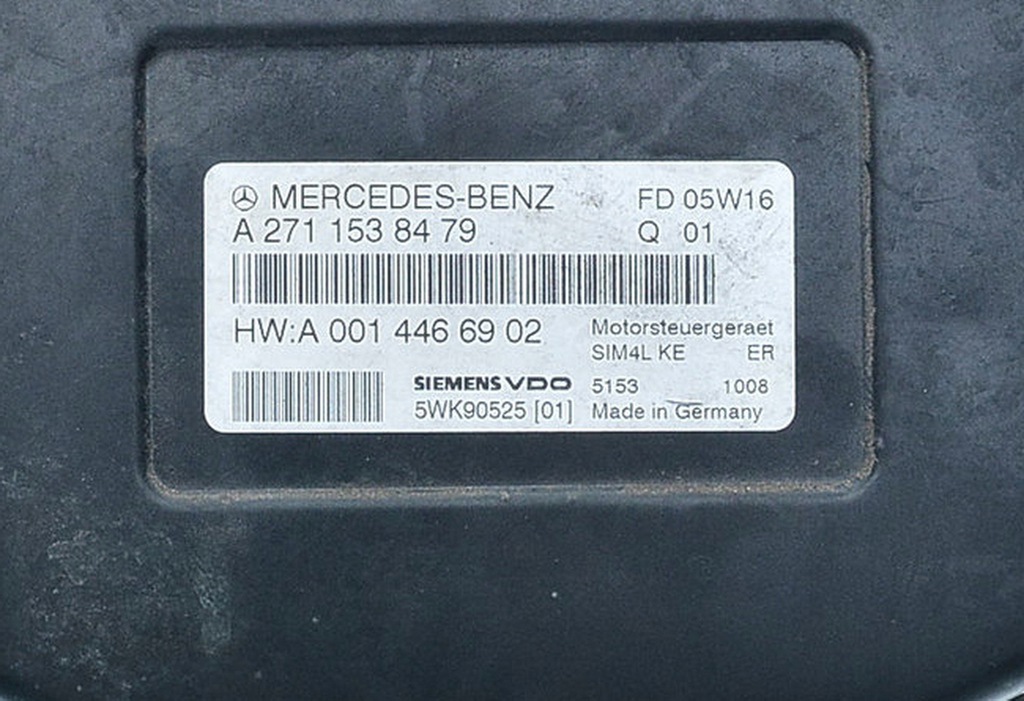 MERCEDES-BENZ FD 05W16
A 271 153 84 79 Q 01
HW:A 001 446 69 02
Motorsteuergeraet
SIM4L KE ER
SIEMENS VDO 5153 1008
5WK90525 [01] Made in Germany